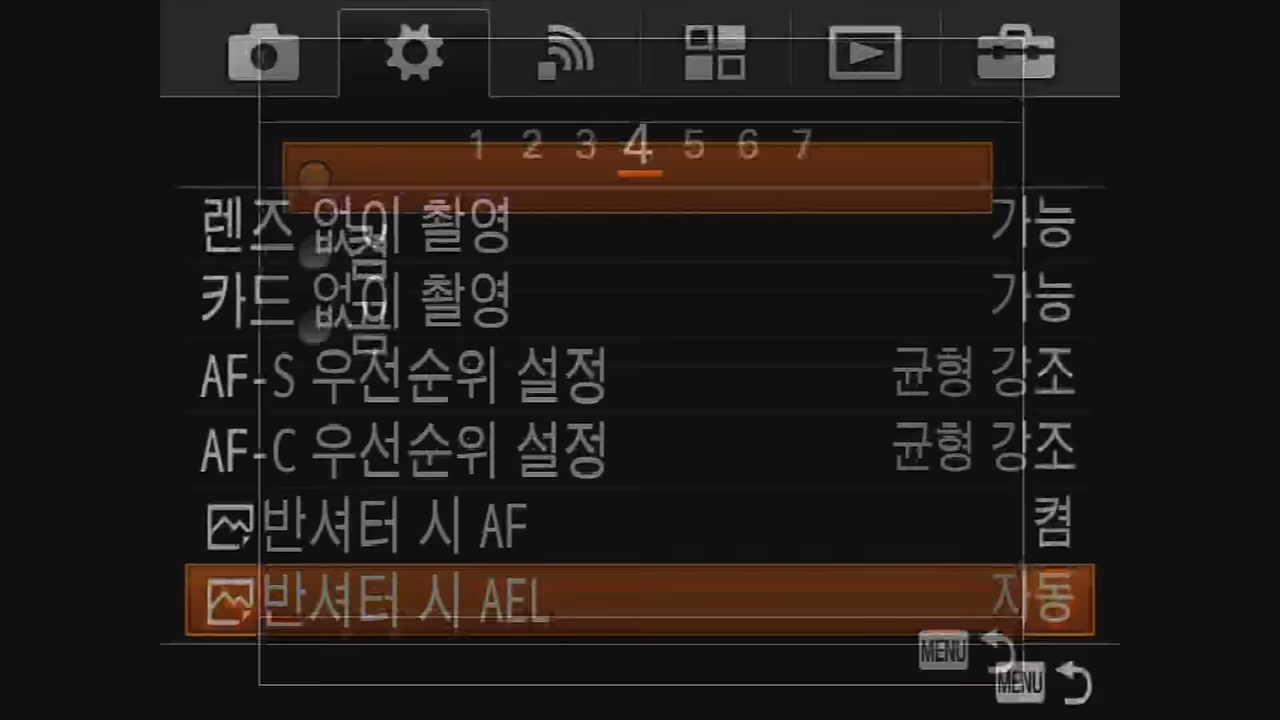 1 2 3 4 5 6 7
렌즈 없이 촬영 가능
카드 없이 촬영 가능
AF-S 우선순위 설정 균형 강조
AF-C 우선순위 설정 균형 강조
반셔터 시 AF 켬
반셔터 시 AEL 자동
켬
끔
MENU
MENU